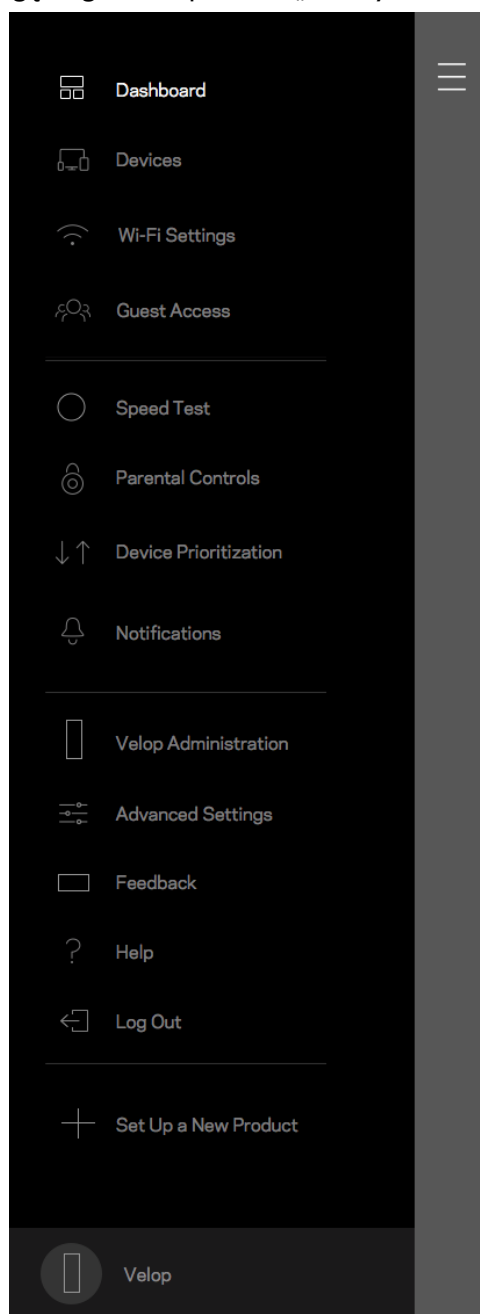 Dashboard
Devices
Wi-Fi Settings
Guest Access
Speed Test
Parental Controls
Device Prioritization
Notifications
Velop Administration
Advanced Settings
Feedback
Help
Log Out
Set Up a New Product
Velop